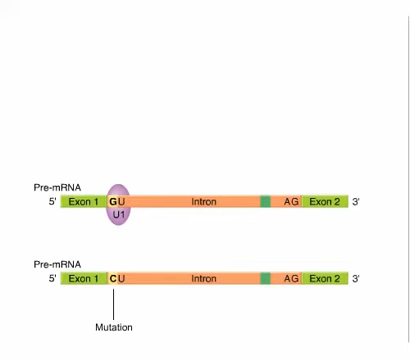 Pre-mRNA
5' Exon 1 GU Intron AG Exon 2 3'
U1
Pre-mRNA
5' Exon 1 CU Intron AG Exon 2 3'
Mutation